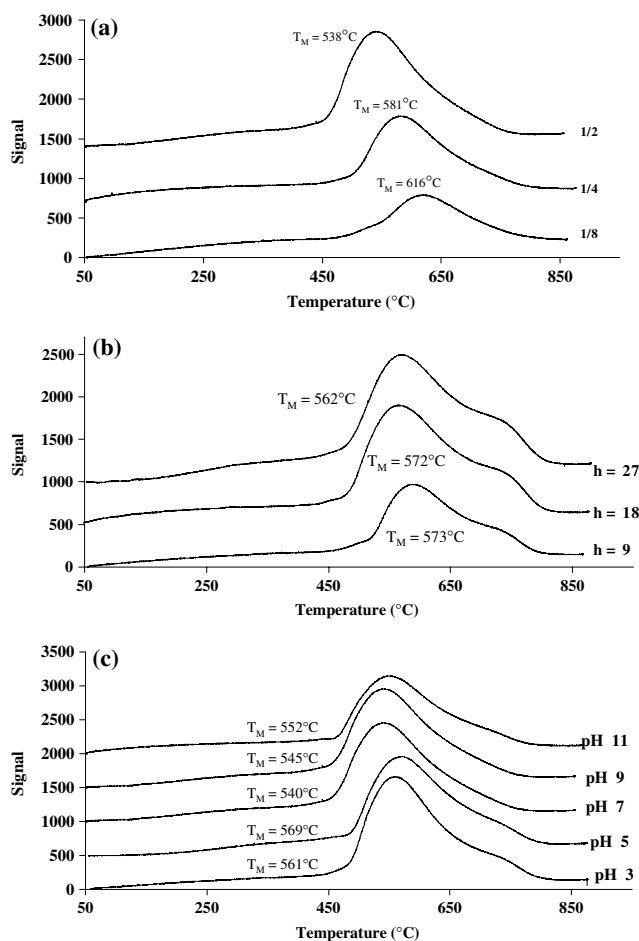 (a)
3000
2500
2000
1500
1000
500
0
Signal
T_M = 538°C
T_M = 581°C
T_M = 616°C
1/2
1/4
1/8
50 250 450 650 850
Temperature (°C)
(b)
2500
2000
1500
1000
500
0
Signal
T_M = 562°C
T_M = 572°C
T_M = 573°C
h = 27
h = 18
h = 9
50 250 450 650 850
Temperature (°C)
(c)
3500
3000
2500
2000
1500
1000
500
0
Signal
T_M = 552°C
T_M = 545°C
T_M = 540°C
T_M = 569°C
T_M = 561°C
pH 11
pH 9
pH 7
pH 5
pH 3
50 250 450 650 850
Temperature (°C)